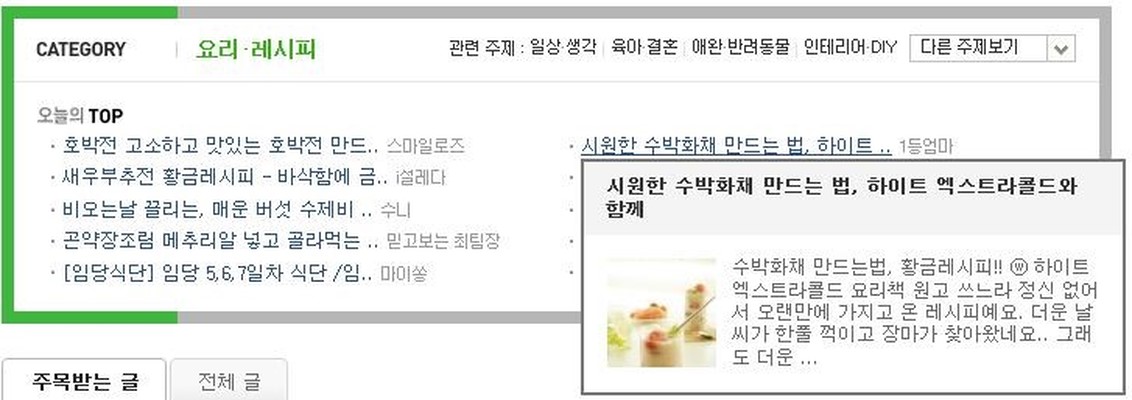 CATEGORY 요리·레시피 관련 주제 : 일상·생각 육아·결혼 애완·반려동물 인테리어·DIY 다른 주제보기
오늘의 TOP
· 호박전 고소하고 맛있는 호박전 만드.. 스마일로즈
· 새우부추전 황금레시피 - 바삭함에 금.. i설레다
· 비오는날 끌리는, 매운 버섯 수제비 .. 수니
· 곤약장조림 메추리알 넣고 골라먹는 .. 믿고보는 최팀장
· [임당식단] 임당 5,6,7일차 식단 /임.. 마이쏭
· 시원한 수박화채 만드는 법, 하이트 .. 1등엄마
시원한 수박화채 만드는 법, 하이트 엑스트라콜드와
함께
수박화채 만드는법, 황금레시피!! ⓦ 하이트
엑스트라콜드 요리책 원고 쓰느라 정신 없어
서 오랜만에 가지고 온 레시피예요. 더운 날
씨가 한풀 꺽이고 장마가 찾아왔네요.. 그래
도 더운 ...
주목받는 글 전체 글